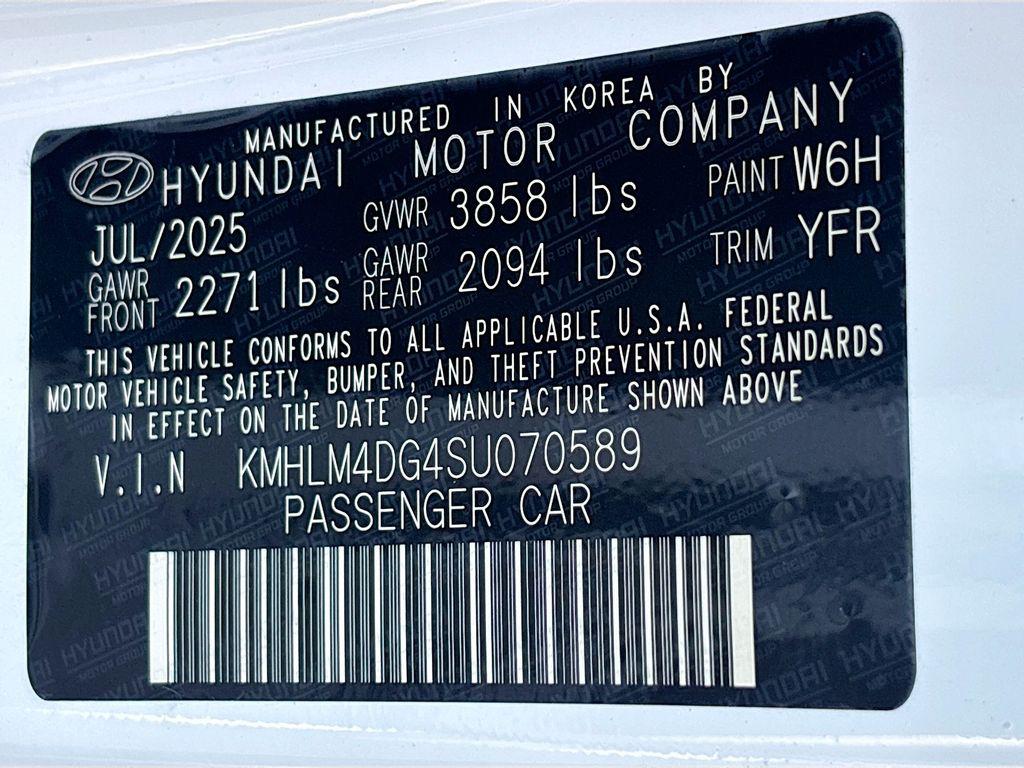 MANUFACTURED IN KOREA BY
HYUNDAI MOTOR COMPANY
JUL/2025 GVWR 3858 lbs PAINT W6H
GAWR FRONT 2271 lbs GAWR REAR 2094 lbs TRIM YFR
THIS VEHICLE CONFORMS TO ALL APPLICABLE U.S.A. FEDERAL
MOTOR VEHICLE SAFETY, BUMPER, AND THEFT PREVENTION STANDARDS
IN EFFECT ON THE DATE OF MANUFACTURE SHOWN ABOVE
V.I.N KMHLM4DG4SU070589
PASSENGER CAR